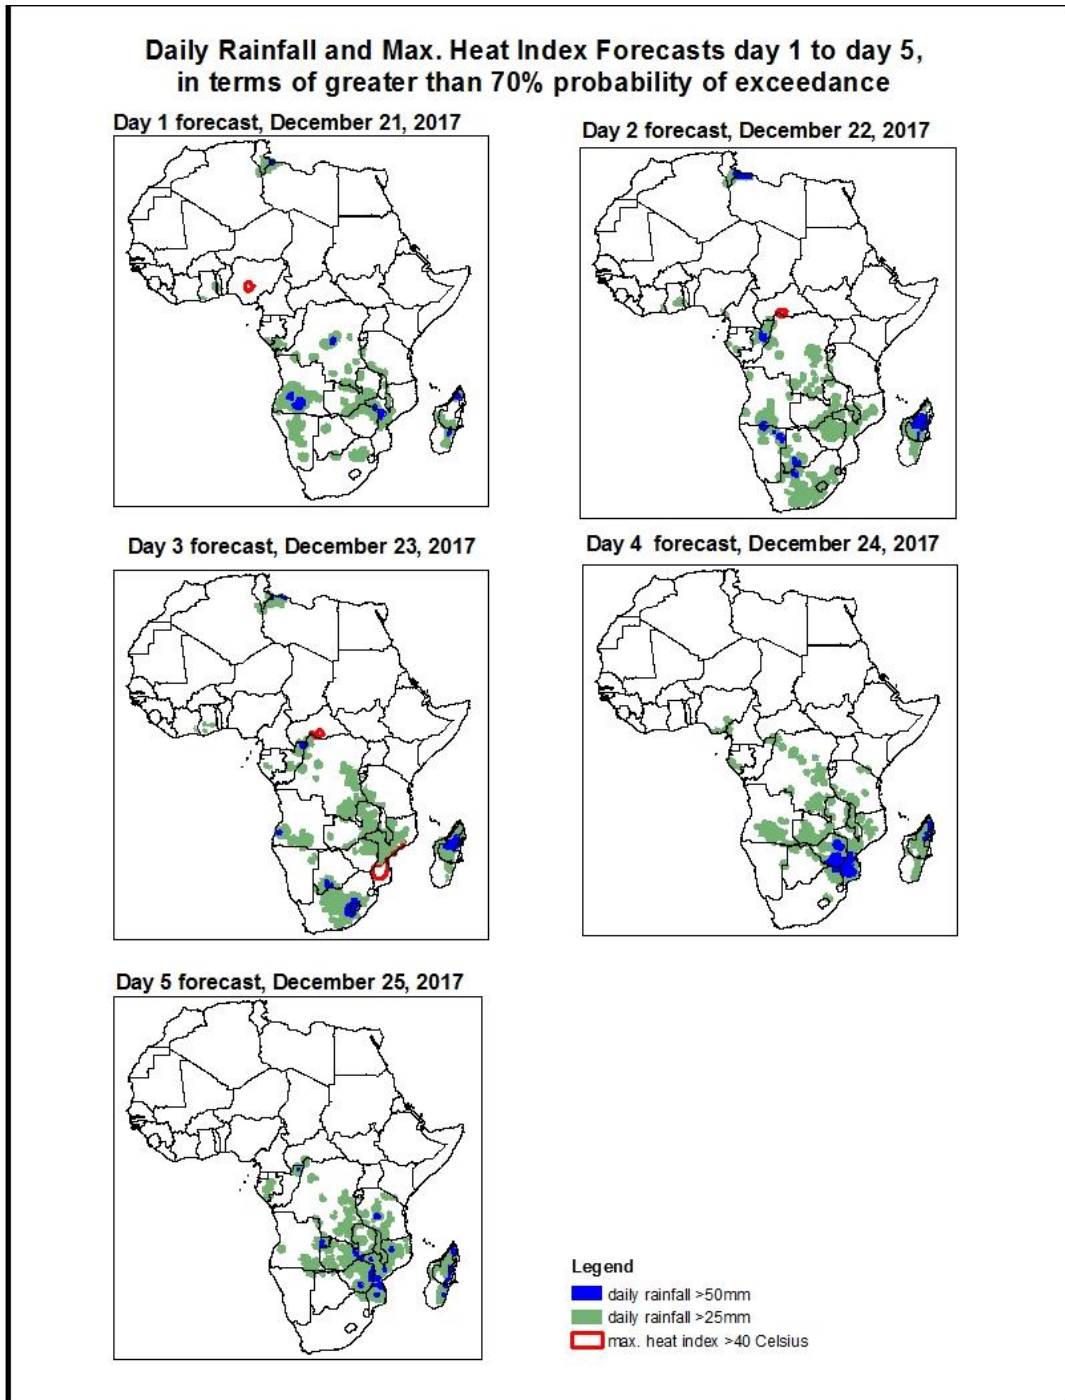 Daily Rainfall and Max. Heat Index Forecasts day 1 to day 5,
in terms of greater than 70% probability of exceedance
Day 1 forecast, December 21, 2017
Day 2 forecast, December 22, 2017
Day 3 forecast, December 23, 2017
Day 4 forecast, December 24, 2017
Day 5 forecast, December 25, 2017
Legend
daily rainfall >50mm
daily rainfall >25mm
max. heat index >40 Celsius